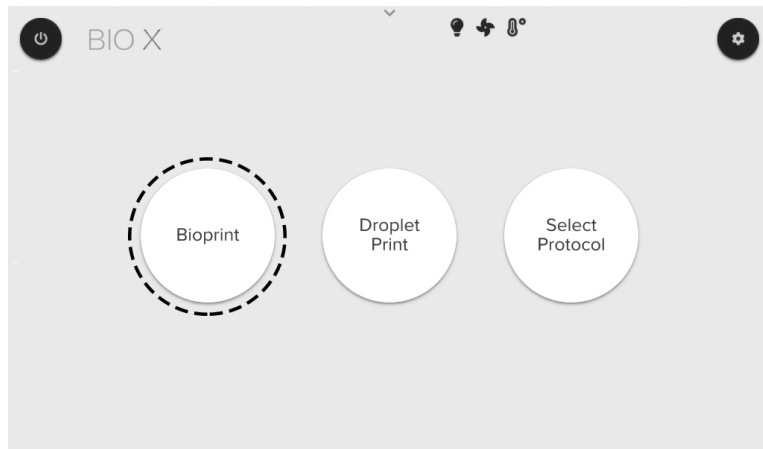 BIO X
Bioprint
Droplet
Print
Select
Protocol